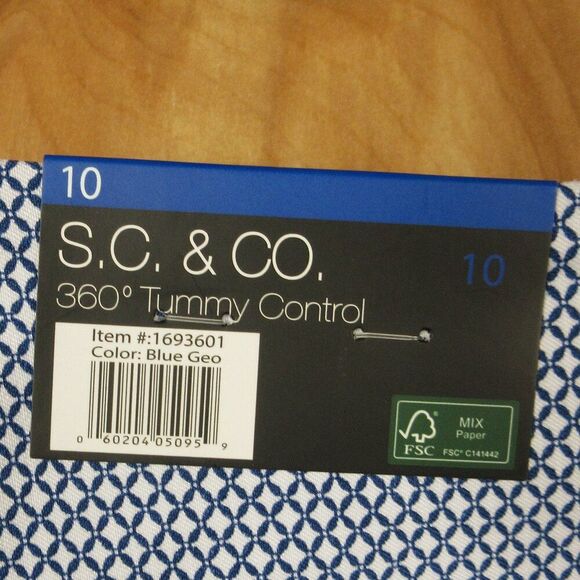 10
S.C. & CO.
10
360° Tummy Control
Item #:1693601
Color: Blue Geo
0 60204 05095 9
FSC
MIX
Paper
FSC® C141442